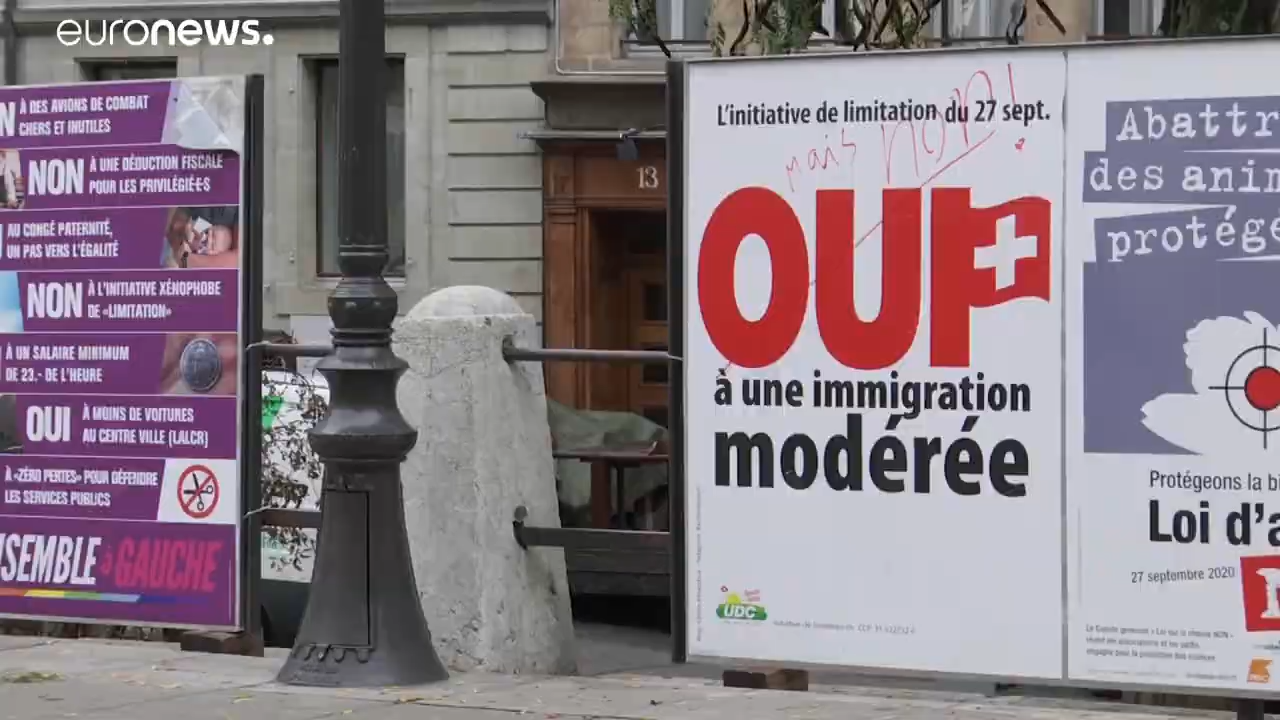 euronews.
À DES AVIONS DE COMBAT
CHERS ET INUTILES
NON À UNE DÉDUCTION FISCALE
POUR LES PRIVILÉGIÉ·E·S
AU CONGÉ PATERNITÉ,
UN PAS VERS L'ÉGALITÉ
NON À L'INITIATIVE XÉNOPHOBE
DE «LIMITATION»
À UN SALAIRE MINIMUM
DE 23.- DE L'HEURE
OUI À MOINS DE VOITURES
AU CENTRE VILLE (LALCR)
À «ZÉRO PERTES» POUR DÉFENDRE
LES SERVICES PUBLICS
SEMBLE à GAUCHE
13
L'initiative de limitation du 27 sept.
mais NON!
OUI
à une immigration
modérée
UDC
Abattr
des anim
protége
Protégeons la bi
Loi d'a
27 septembre 2020
N